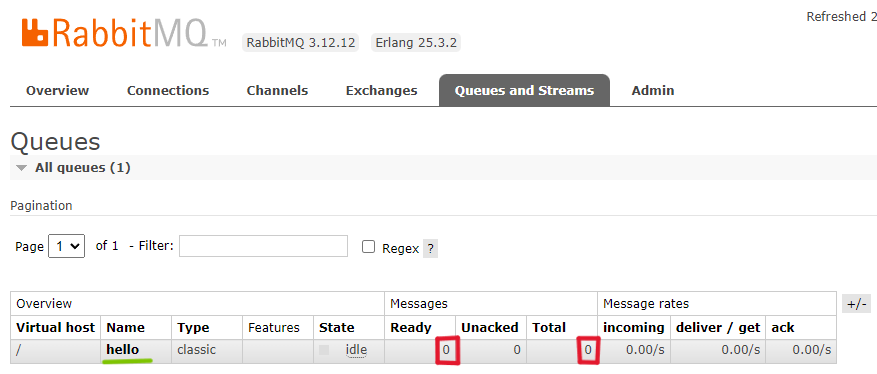 Refreshed 2
RabbitMQ TM RabbitMQ 3.12.12 Erlang 25.3.2
Overview Connections Channels Exchanges Queues and Streams Admin
Queues
All queues (1)
Pagination
Page 1 of 1 - Filter: Regex ?
Overview Messages Message rates +/-
Virtual host Name Type Features State Ready Unacked Total incoming deliver / get ack
/ hello classic idle 0 0 0 0.00/s 0.00/s 0.00/s